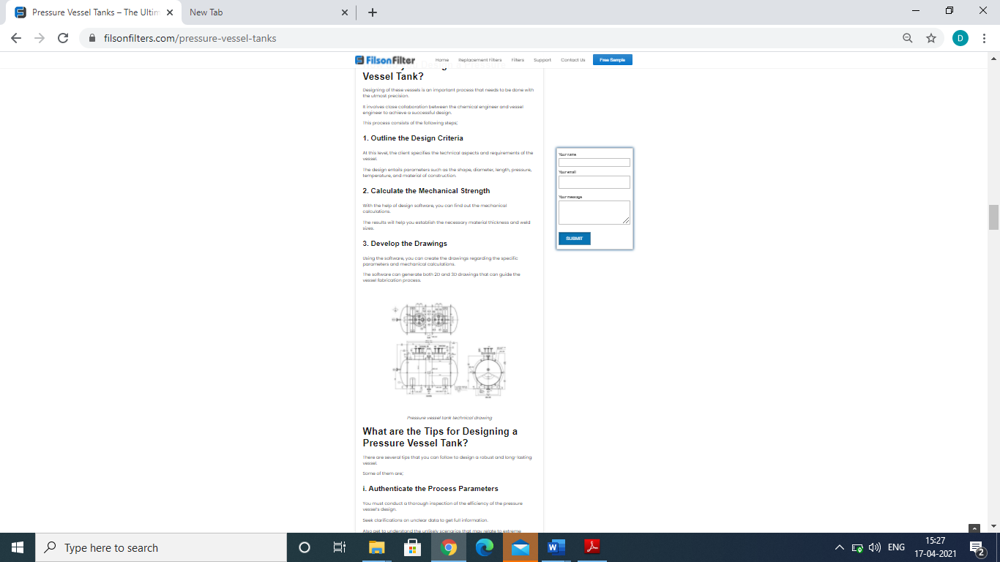 Pressure Vessel Tanks – The Ultim
New Tab
filsonfilters.com/pressure-vessel-tanks
D
FilsonFilter
Home Replacement Filters Filters Support Contact Us Free Sample
Vessel Tank?
Designing of these vessels is an important process that needs to be done with
the utmost precision.
It involves close collaboration between the chemical engineer and vessel
engineer to achieve a successful design.
This process consists of the following steps;
1. Outline the Design Criteria
At this level, the client specifies the technical aspects and requirements of the
vessel.
The design entails parameters such as the shape, diameter, length, pressure,
temperature, and material of construction.
2. Calculate the Mechanical Strength
With the help of design software, you can find out the mechanical
calculations.
The results will help you establish the necessary material thickness and weld
sizes.
3. Develop the Drawings
Using the software, you can create the drawings regarding the specific
parameters and mechanical calculations.
The software can generate both 2D and 3D drawings that can guide the
vessel fabrication process.
Pressure vessel tank technical drawing
What are the Tips for Designing a
Pressure Vessel Tank?
There are several tips that you can follow to design a robust and long-lasting
vessel.
Some of them are;
i. Authenticate the Process Parameters
You must conduct a thorough inspection of the efficiency of the pressure
vessel's design.
Seek clarifications on unclear data to get full information.
Also get to understand the unlikely scenarios that may relate to extreme
Your name
Your email
Your message
SUBMIT
Type here to search
ENG
15:27
17-04-2021
2